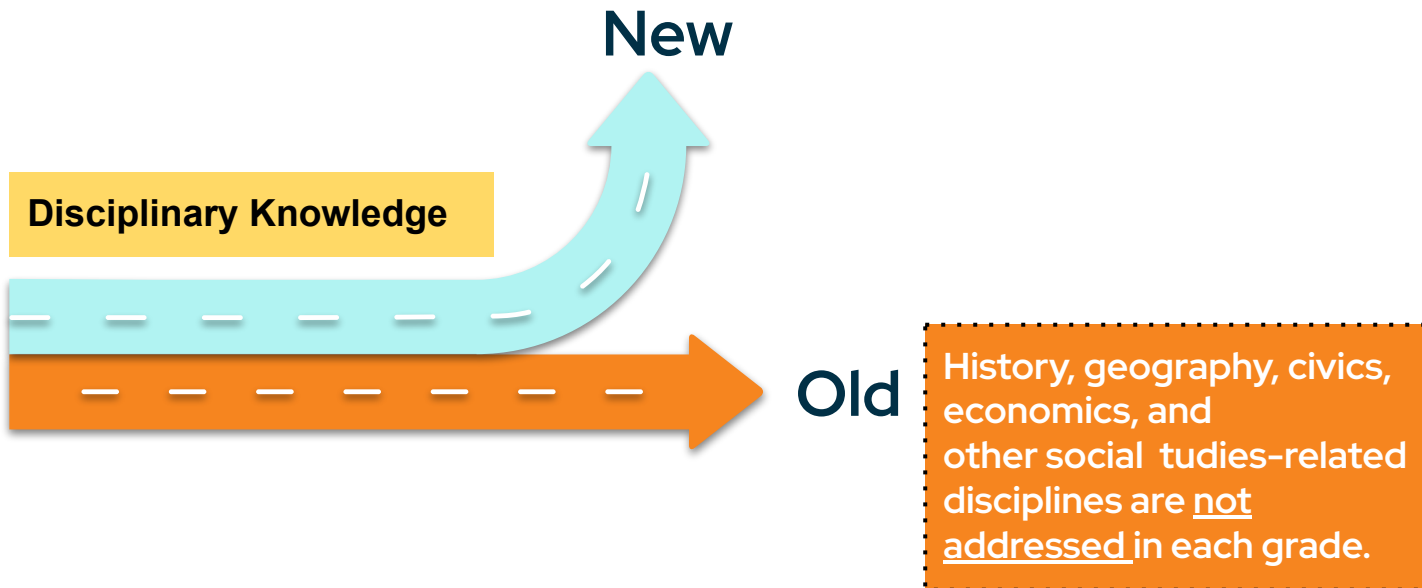 New
Disciplinary Knowledge
Old
History, geography, civics,
economics, and
other social  tudies-related
disciplines are not
addressed in each grade.